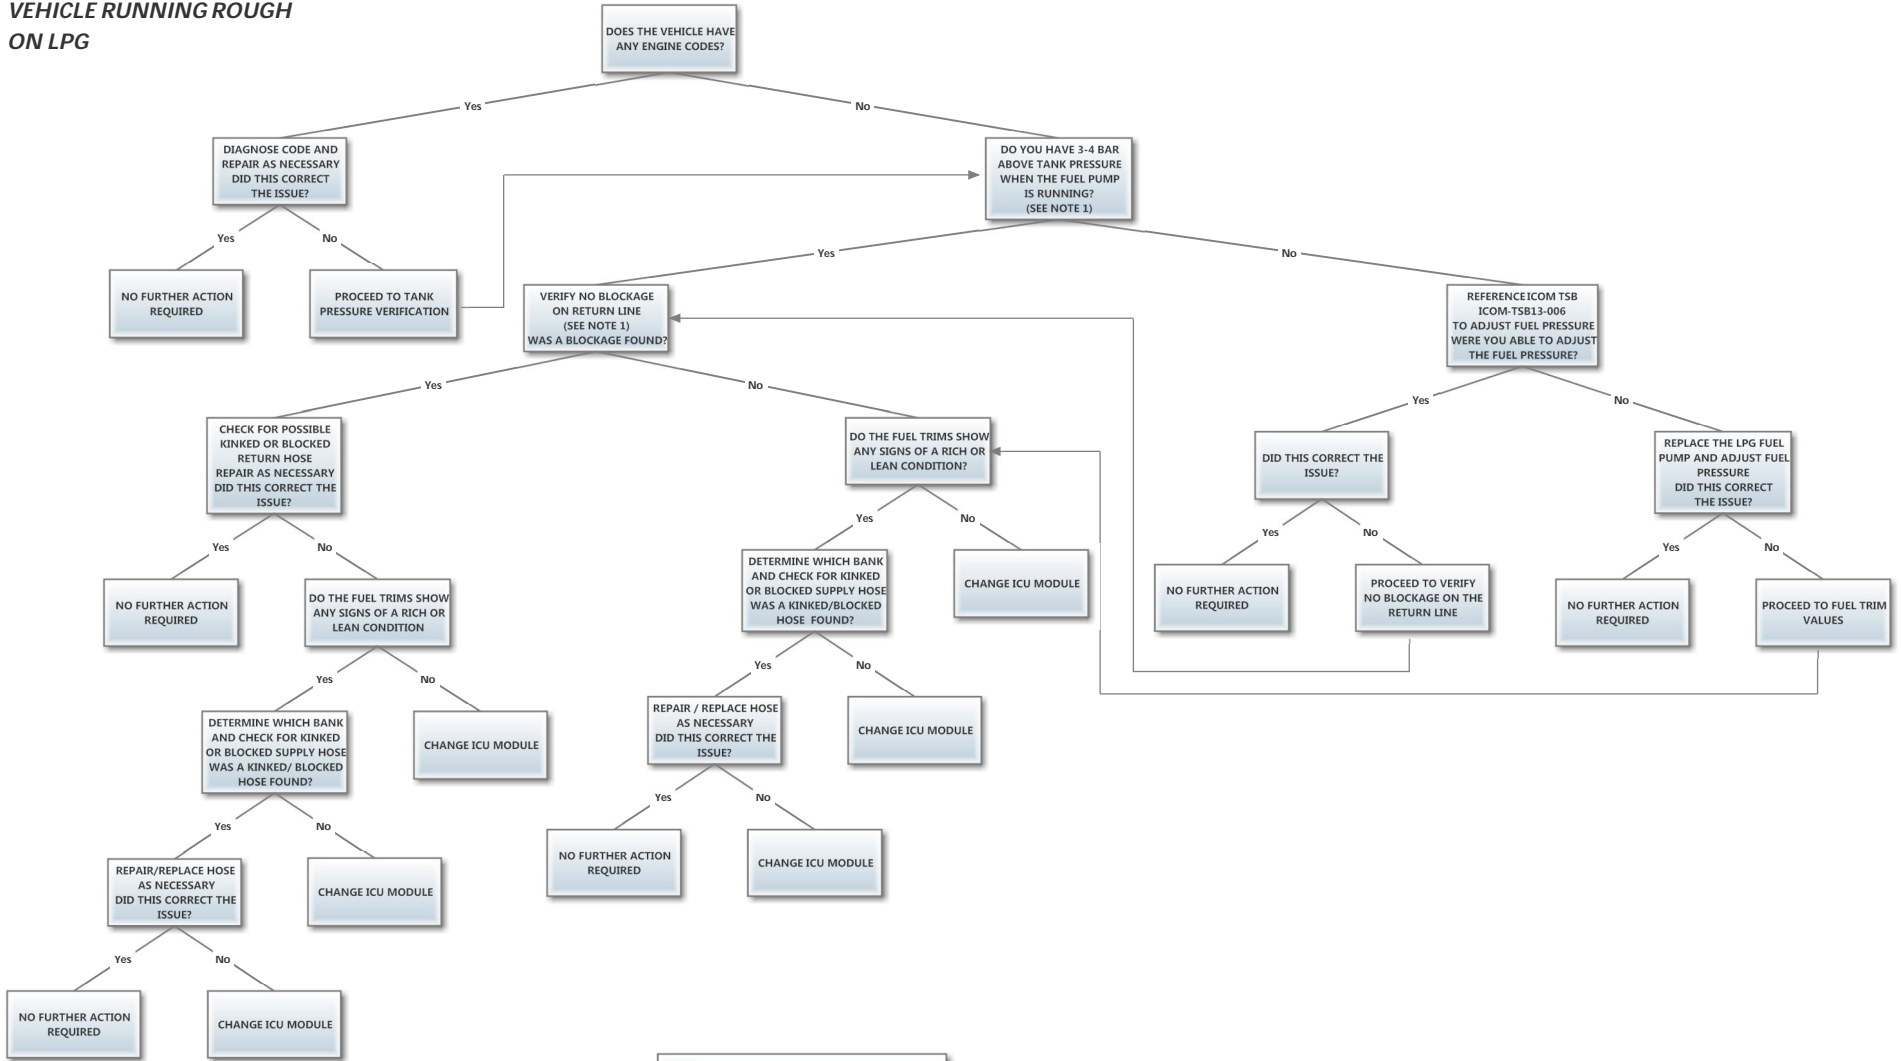 VEHICLE RUNNING ROUGH
ON LPG
DOES THE VEHICLE HAVE
ANY ENGINE CODES?
Yes
No
DIAGNOSE CODE AND
REPAIR AS NECESSARY
DID THIS CORRECT
THE ISSUE?
DO YOU HAVE 3-4 BAR
ABOVE TANK PRESSURE
WHEN THE FUEL PUMP
IS RUNNING?
(SEE NOTE 1)
Yes
No
Yes
No
NO FURTHER ACTION
REQUIRED
PROCEED TO TANK
PRESSURE VERIFICATION
VERIFY NO BLOCKAGE
ON RETURN LINE
(SEE NOTE 1)
WAS A BLOCKAGE FOUND?
REFERENCE ICOM TSB
ICOM-TSB13-006
TO ADJUST FUEL PRESSURE
WERE YOU ABLE TO ADJUST
THE FUEL PRESSURE?
Yes
No
Yes
No
CHECK FOR POSSIBLE
KINKED OR BLOCKED
RETURN HOSE
REPAIR AS NECESSARY
DID THIS CORRECT THE
ISSUE?
DO THE FUEL TRIMS SHOW
ANY SIGNS OF A RICH OR
LEAN CONDITION?
DID THIS CORRECT THE
ISSUE?
REPLACE THE LPG FUEL
PUMP AND ADJUST FUEL
PRESSURE
DID THIS CORRECT
THE ISSUE?
Yes
No
Yes
No
Yes
No
Yes
No
NO FURTHER ACTION
REQUIRED
DO THE FUEL TRIMS SHOW
ANY SIGNS OF A RICH OR
LEAN CONDITION
DETERMINE WHICH BANK
AND CHECK FOR KINKED
OR BLOCKED SUPPLY HOSE
WAS A KINKED/BLOCKED
HOSE FOUND?
CHANGE ICU MODULE
NO FURTHER ACTION
REQUIRED
PROCEED TO VERIFY
NO BLOCKAGE ON THE
RETURN LINE
NO FURTHER ACTION
REQUIRED
PROCEED TO FUEL TRIM
VALUES
Yes
No
Yes
No
DETERMINE WHICH BANK
AND CHECK FOR KINKED
OR BLOCKED SUPPLY HOSE
WAS A KINKED/ BLOCKED
HOSE FOUND?
CHANGE ICU MODULE
REPAIR / REPLACE HOSE
AS NECESSARY
DID THIS CORRECT THE
ISSUE?
CHANGE ICU MODULE
Yes
No
Yes
No
REPAIR/REPLACE HOSE
AS NECESSARY
DID THIS CORRECT THE
ISSUE?
CHANGE ICU MODULE
NO FURTHER ACTION
REQUIRED
CHANGE ICU MODULE
Yes
No
NO FURTHER ACTION
REQUIRED
CHANGE ICU MODULE